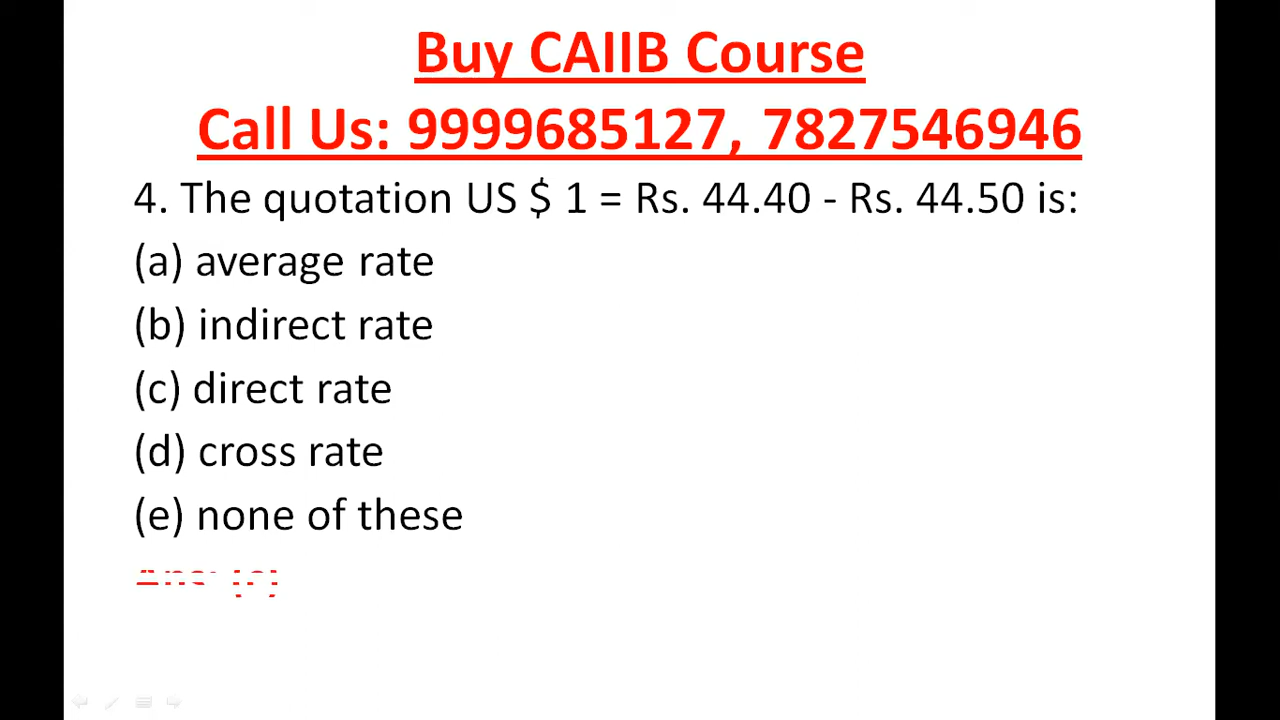 Buy CAIIB Course
Call Us: 9999685127, 7827546946
4. The quotation US $ 1 = Rs. 44.40 - Rs. 44.50 is:
(a) average rate
(b) indirect rate
(c) direct rate
(d) cross rate
(e) none of these